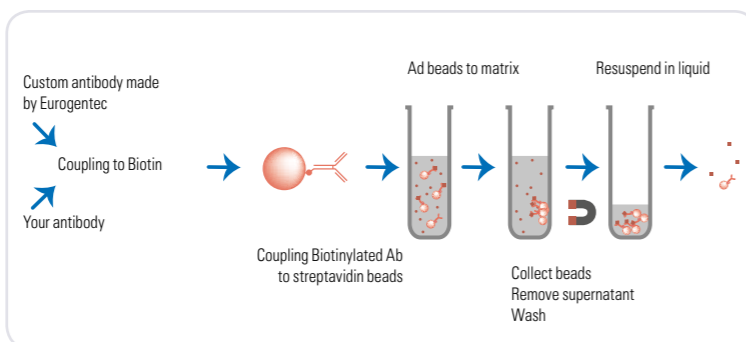 Custom antibody made
by Eurogentec
Coupling to Biotin
Your antibody
Coupling Biotinylated Ab
to streptavidin beads
Ad beads to matrix
Collect beads
Remove supernatant
Wash
Resuspend in liquid